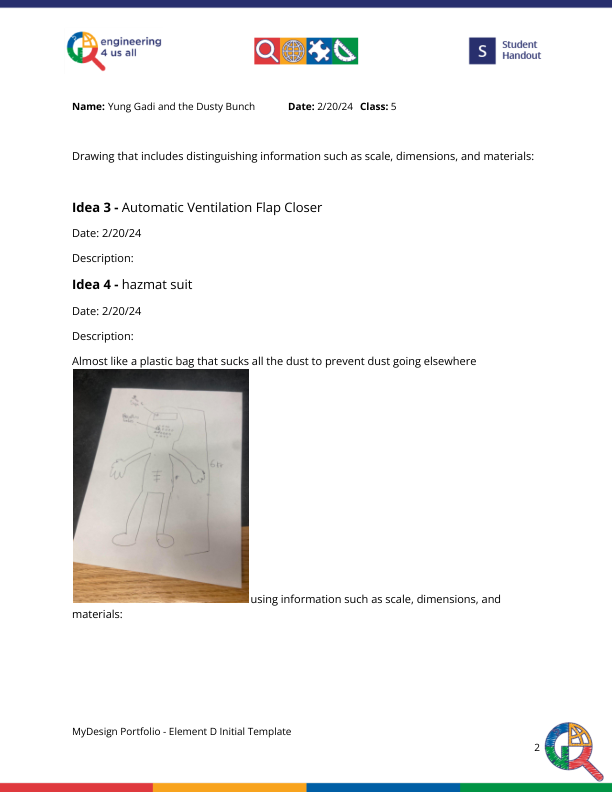 engineering
4 us all
S
Student
Handout
Name: Yung Gadi and the Dusty Bunch Date: 2/20/24 Class: 5
Drawing that includes distinguishing information such as scale, dimensions, and materials:
Idea 3 - Automatic Ventilation Flap Closer
Date: 2/20/24
Description:
Idea 4 - hazmat suit
Date: 2/20/24
Description:
Almost like a plastic bag that sucks all the dust to prevent dust going elsewhere
using information such as scale, dimensions, and
materials:
MyDesign Portfolio - Element D Initial Template
2